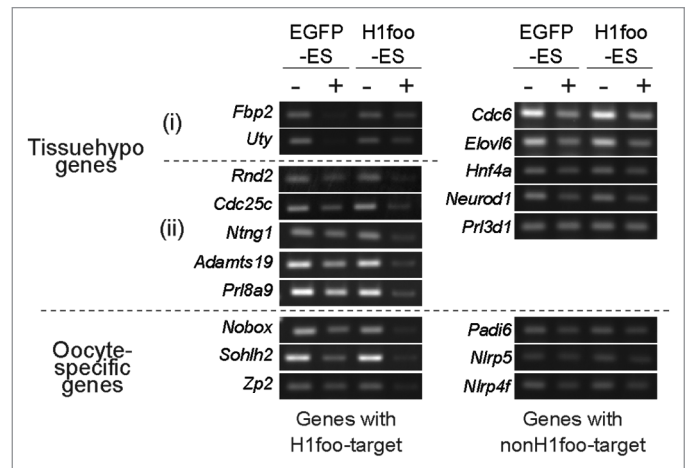 EGFP H1foo
-ES -ES
- + - +
(i)
Fbp2
Uty
Tissuehypo
genes
Rnd2
Cdc25c
(ii)
Ntng1
Adamts19
Prl8a9
Oocyte-
specific
genes
Nobox
Sohlh2
Zp2
Genes with
H1foo-target
EGFP H1foo
-ES -ES
- + - +
Cdc6
Elovl6
Hnf4a
Neurod1
Prl3d1
Padi6
Nlrp5
Nlrp4f
Genes with
nonH1foo-target